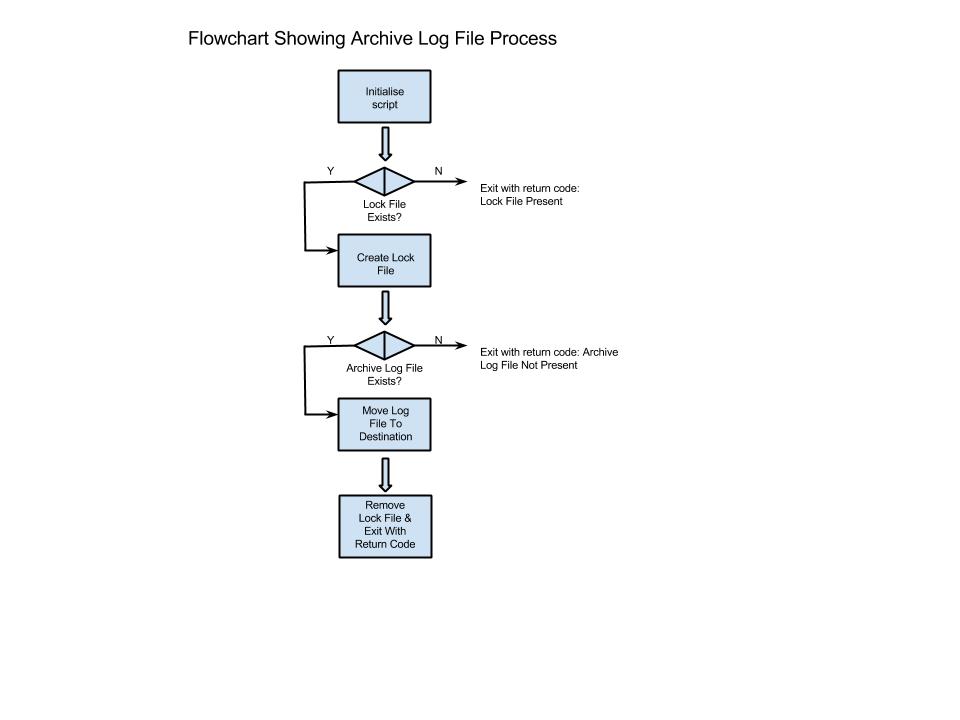 Flowchart Showing Archive Log File Process
Initialise
script
Y
N
Exit with return code:
Lock File Present
Lock File
Exists?
Create Lock
File
Y
N
Exit with return code: Archive
Log File Not Present
Archive Log File
Exists?
Move Log
File To
Destination
Remove
Lock File &
Exit With
Return Code